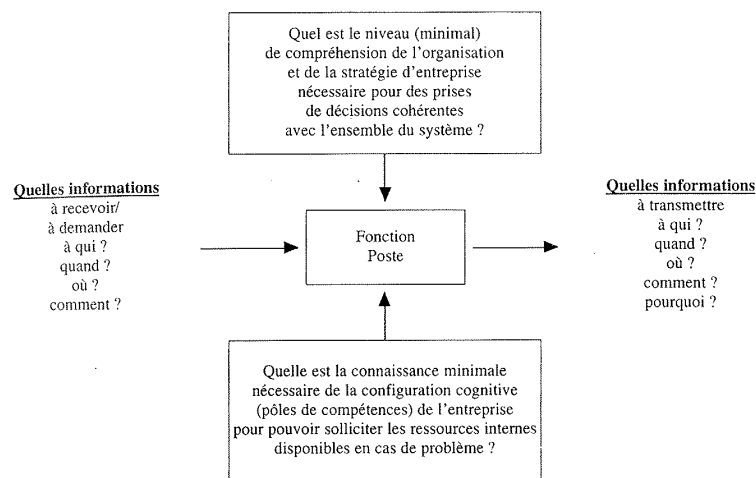 Quel est le niveau (minimal)
de compréhension de l'organisation
et de la stratégie d'entreprise
nécessaire pour des prises
de décisions cohérentes
avec l'ensemble du système ?
Quelles informations
à recevoir/
à demander
à qui ?
quand ?
où ?
comment ?
Fonction
Poste
Quelles informations
à transmettre
à qui ?
quand ?
où ?
comment ?
pourquoi ?
Quelle est la connaissance minimale
nécessaire de la configuration cognitive
(pôles de compétences) de l'entreprise
pour pouvoir solliciter les ressources internes
disponibles en cas de problème ?